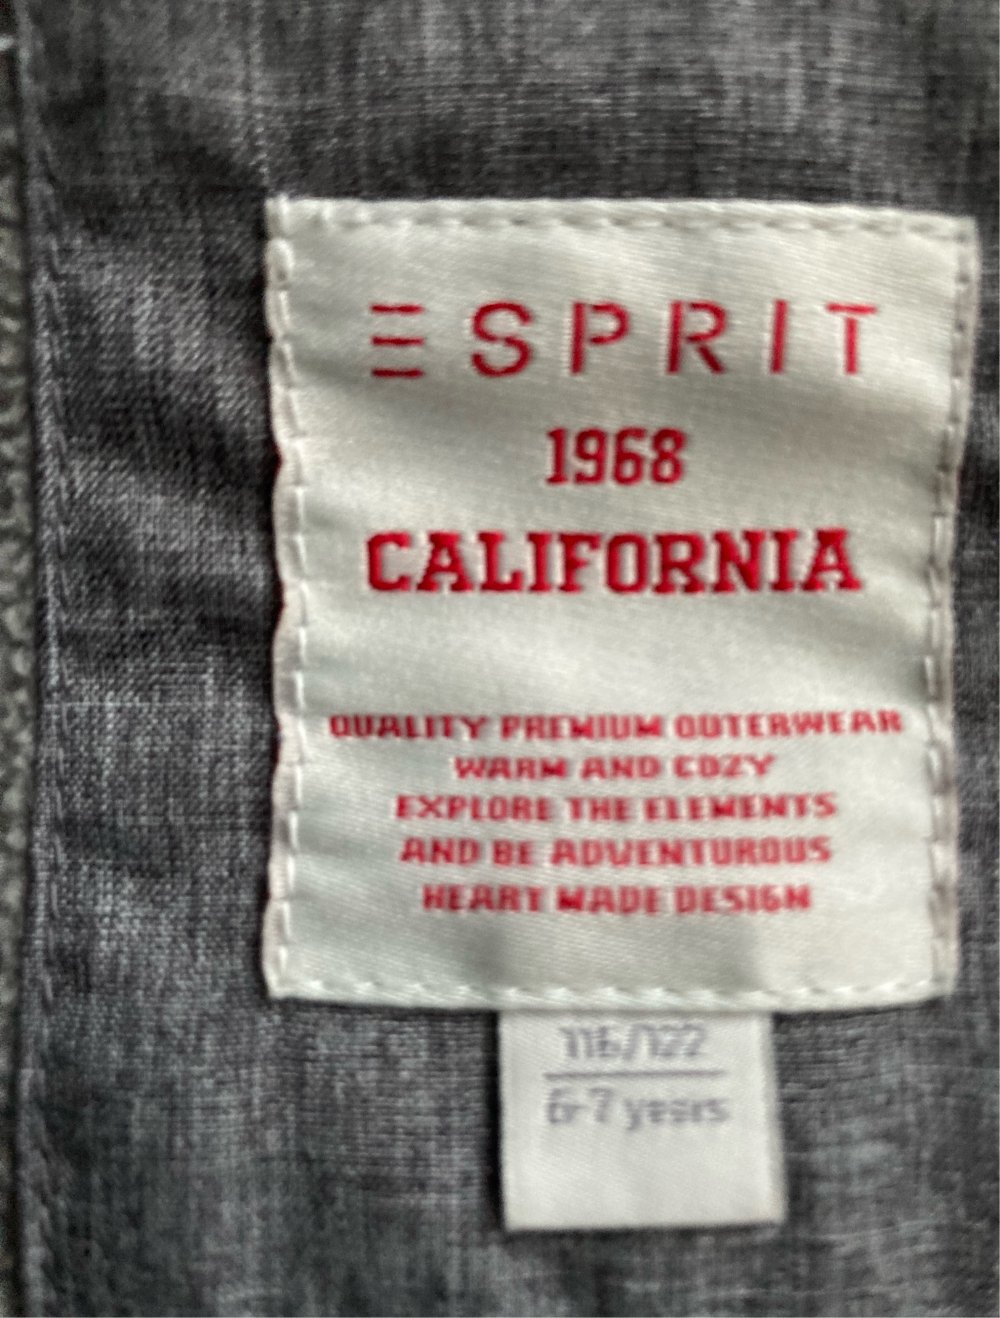 ESPRIT
1968
CALIFORNIA
QUALITY PREMIUM OUTERWEAR
WARM AND COZY
EXPLORE THE ELEMENTS
AND BE ADVENTUROUS
HEART MADE DESIGN
116/122
6-7 years